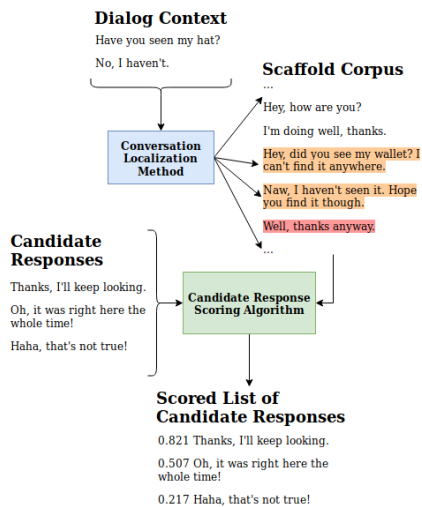 Dialog Context
Have you seen my hat?
No, I haven't.
Scaffold Corpus
...
Hey, how are you?
I'm doing well, thanks.
Hey, did you see my wallet? I
can't find it anywhere.
Naw, I haven't seen it. Hope
you find it though.
Well, thanks anyway.
...
Conversation
Localization
Method
Candidate
Responses
Thanks, I'll keep looking.
Oh, it was right here the
whole time!
Haha, that's not true!
Candidate Response
Scoring Algorithm
Scored List of
Candidate Responses
0.821 Thanks, I'll keep looking.
0.507 Oh, it was right here the
whole time!
0.217 Haha, that's not true!